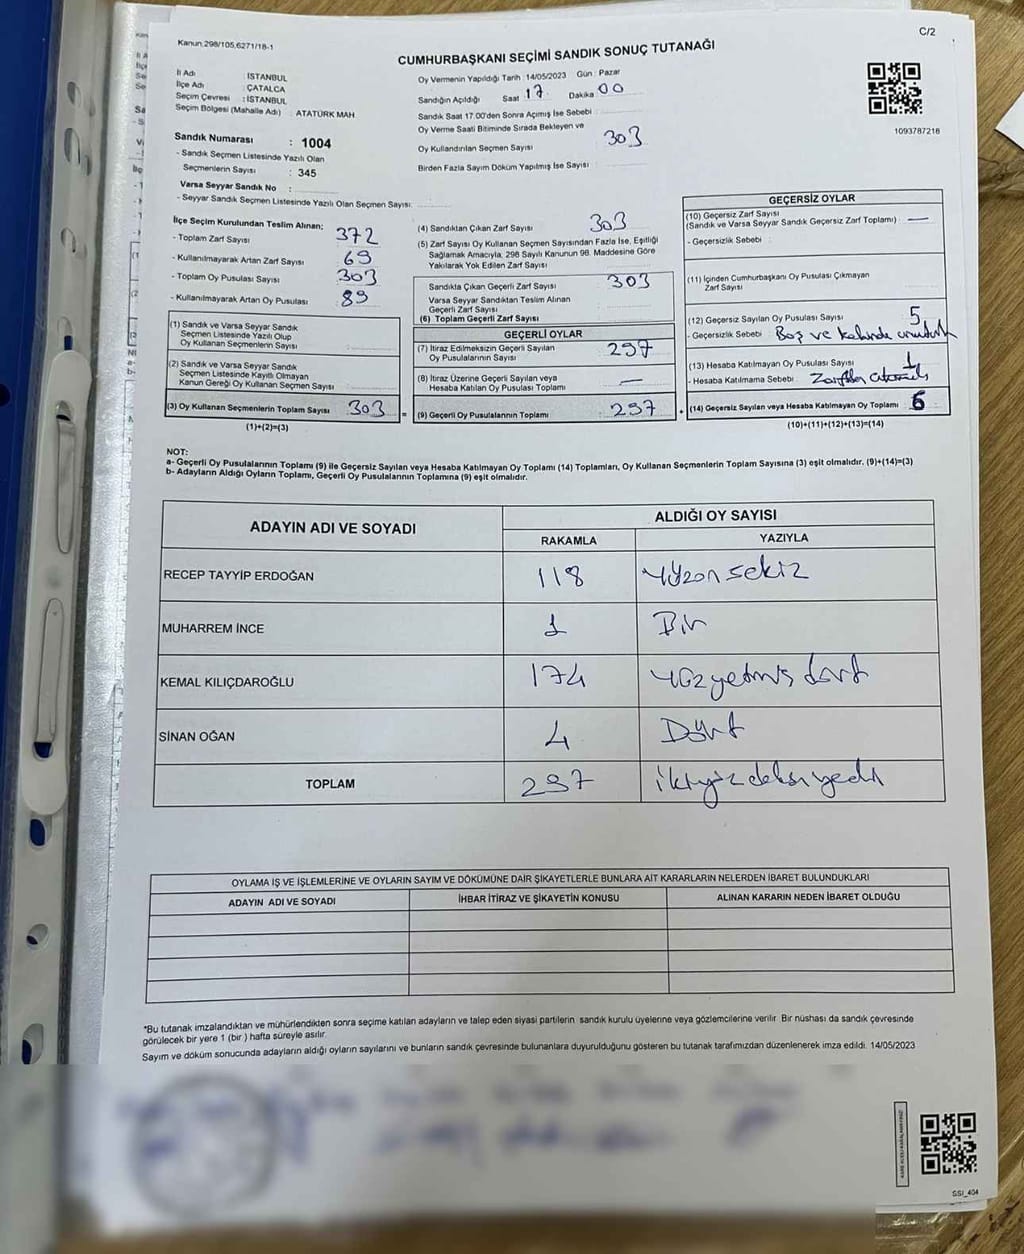 Kanun,298/105,6271/18-1
C/2
CUMHURBAŞKANI SEÇİMİ SANDIK SONUÇ TUTANAĞI
İl Adı : İSTANBUL
İlçe Adı : ÇATALCA
Seçim Çevresi : İSTANBUL
Seçim Bölgesi (Mahalle Adı) : ATATÜRK MAH
Sandık Numarası : 1004
- Sandık Seçmen Listesinde Yazılı Olan
Seçmenlerin Sayısı : 345
Varsa Seyyar Sandık No :
- Seyyar Sandık Seçmen Listesinde Yazılı Olan Seçmen Sayısı:
Oy Vermenin Yapıldığı Tarih : 14/05/2023 Gün : Pazar
Sandığın Açıldığı Saat 17 Dakika 00
Sandık Saat 17.00'den Sonra Açımış İse Sebebi :
Oy Verme Saati Bitiminde Sırada Bekleyen ve
Oy Kullandırılan Seçmen Sayısı 303
Birden Fazla Sayım Döküm Yapılmış İse Sayısı :
1093787218
İlçe Seçim Kurulundan Teslim Alınan;
- Toplam Zarf Sayısı 372
- Kullanılmayarak Artan Zarf Sayısı 69
- Toplam Oy Pusulası Sayısı 303
- Kullanılmayarak Artan Oy Pusulası 89
(1) Sandık ve Varsa Seyyar Sandık
Seçmen Listesinde Yazılı Olup
Oy Kullanan Seçmenlerin Sayısı
(2) Sandık ve Varsa Seyyar Sandık
Seçmen Listesinde Kayıtlı Olmayan
Kanun Gereği Oy Kullanan Seçmen Sayısı
(3) Oy Kullanan Seçmenlerin Toplam Sayısı 303 =
(1)+(2)=(3)
(4) Sandıktan Çıkan Zarf Sayısı 303
(5) Zarf Sayısı Oy Kullanan Seçmen Sayısından Fazla İse, Eşitliği
Sağlamak Amacıyla, 298 Sayılı Kanunun 98. Maddesine Göre
Yakılarak Yok Edilen Zarf Sayısı
Sandıkta Çıkan Geçerli Zarf Sayısı 303
Varsa Seyyar Sandıktan Teslim Alınan
Geçerli Zarf Sayısı
(6) Toplam Geçerli Zarf Sayısı
GEÇERLİ OYLAR
(7) İtiraz Edilmeksizin Geçerli Sayılan
Oy Pusulalarının Sayısı 297
(8) İtiraz Üzerine Geçerli Sayılan veya
Hesaba Katılan Oy Pusulası Toplamı —
(9) Geçerli Oy Pusulalarının Toplamı 297 +
GEÇERSİZ OYLAR
(10) Geçersiz Zarf Sayısı
(Sandık ve Varsa Seyyar Sandık Geçersiz Zarf Toplamı) —
- Geçersizlik Sebebi :
(11) İçinden Cumhurbaşkanı Oy Pusulası Çıkmayan
Zarf Sayısı
(12) Geçersiz Sayılan Oy Pusulası Sayısı 5
- Geçersizlik Sebebi : Boş ve
(13) Hesaba Katılmayan Oy Pusulası Sayısı 1
- Hesaba Katılmama Sebebi :
(14) Geçersiz Sayılan veya Hesaba Katılmayan Oy Toplamı 6
(10)+(11)+(12)+(13)=(14)
NOT:
a- Geçerli Oy Pusulalarının Toplamı (9) ile Geçersiz Sayılan veya Hesaba Katılmayan Oy Toplamı (14) Toplamları, Oy Kullanan Seçmenlerin Toplam Sayısına (3) eşit olmalıdır. (9)+(14)=(3)
b- Adayların Aldığı Oyların Toplamı, Geçerli Oy Pusulalarının Toplamına (9) eşit olmalıdır.
ADAYIN ADI VE SOYADI
ALDIĞI OY SAYISI
RAKAMLA YAZIYLA
RECEP TAYYİP ERDOĞAN 118 Yüzon sekiz
MUHARREM İNCE 1 Bir
KEMAL KILIÇDAROĞLU 174 Yüzyetmiş dört
SİNAN OĞAN 4 Dört
TOPLAM 297 ikiyüz doksan yedi
OYLAMA İŞ VE İŞLEMLERİNE VE OYLARIN SAYIM VE DÖKÜMÜNE DAİR ŞİKAYETLERLE BUNLARA AİT KARARLARIN NELERDEN İBARET BULUNDUKLARI
ADAYIN ADI VE SOYADI İHBAR İTİRAZ VE ŞİKAYETİN KONUSU ALINAN KARARIN NEDEN İBARET OLDUĞU
*Bu tutanak imzalandıktan ve mühürlendikten sonra seçime katılan adayların ve talep eden siyasi partilerin sandık kurulu üyelerine veya gözlemcilerine verilir. Bir nüshası da sandık çevresinde
görülecek bir yere 1 (bir ) hafta süreyle asılır.
Sayım ve döküm sonucunda adayların aldığı oyların sayılarını ve bunların sandık çevresinde bulunanlara duyurulduğunu gösteren bu tutanak tarafımızdan düzenlenerek imza edildi. 14/05/2023
SSİ_404